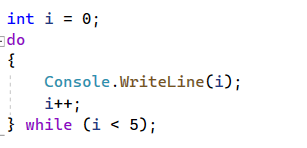 int i = 0;
do
{
    Console.WriteLine(i);
    i++;
} while (i < 5);